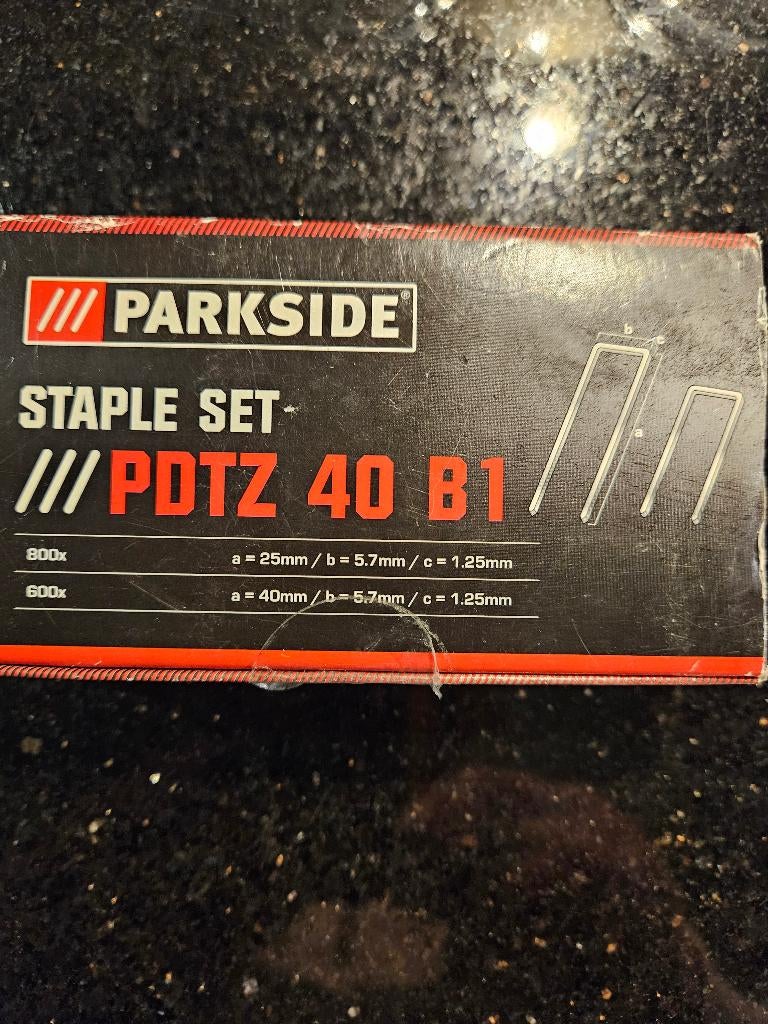 /// PARKSIDE®
STAPLE SET
/// PDTZ 40 B1
800x a = 25mm / b = 5.7mm / c = 1.25mm
600x a = 40mm / b = 5.7mm / c = 1.25mm
b
c
a